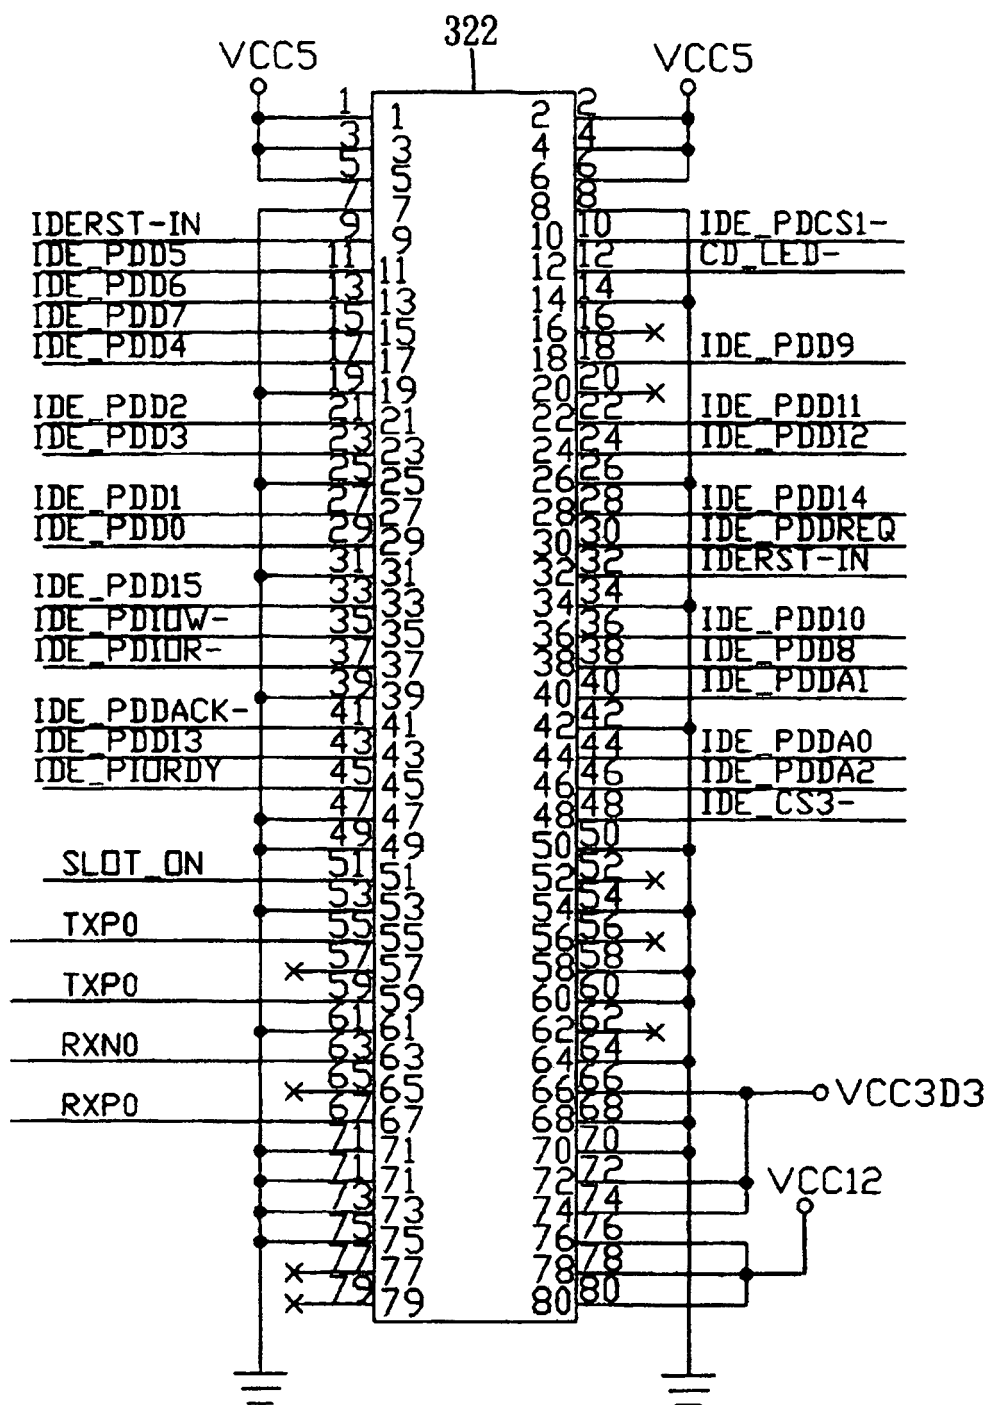 322
VCC5 VCC5
1 1 2 2
3 3 4 4
5 5 6 6
7 7 8 8
IDERST-IN 9 9 10 10 IDE_PDCS1-
IDE_PDD5 11 11 12 12 CD_LED-
IDE_PDD6 13 13 14 14
IDE_PDD7 15 15 16 16
IDE_PDD4 17 17 18 18 IDE_PDD9
19 19 20 20
IDE_PDD2 21 21 22 22 IDE_PDD11
IDE_PDD3 23 23 24 24 IDE_PDD12
25 25 26 26
IDE_PDD1 27 27 28 28 IDE_PDD14
IDE_PDD0 29 29 30 30 IDE_PDDREQ
31 31 32 32 IDERST-IN
IDE_PDD15 33 33 34 34
IDE_PDIOW- 35 35 36 36 IDE_PDD10
IDE_PDIOR- 37 37 38 38 IDE_PDD8
39 39 40 40 IDE_PDDA1
IDE_PDDACK- 41 41 42 42
IDE_PDD13 43 43 44 44 IDE_PDDA0
IDE_PIORDY 45 45 46 46 IDE_PDDA2
47 47 48 48 IDE_CS3-
49 49 50 50
SLOT_ON 51 51 52 52
53 53 54 54
TXP0 55 55 56 56
57 57 58 58
TXP0 59 59 60 60
61 61 62 62
RXN0 63 63 64 64
65 65 66 66 VCC3D3
RXP0 67 67 68 68
71 71 70 70
71 71 72 72
73 73 74 74 VCC12
75 75 76 76
77 77 78 78
79 79 80 80